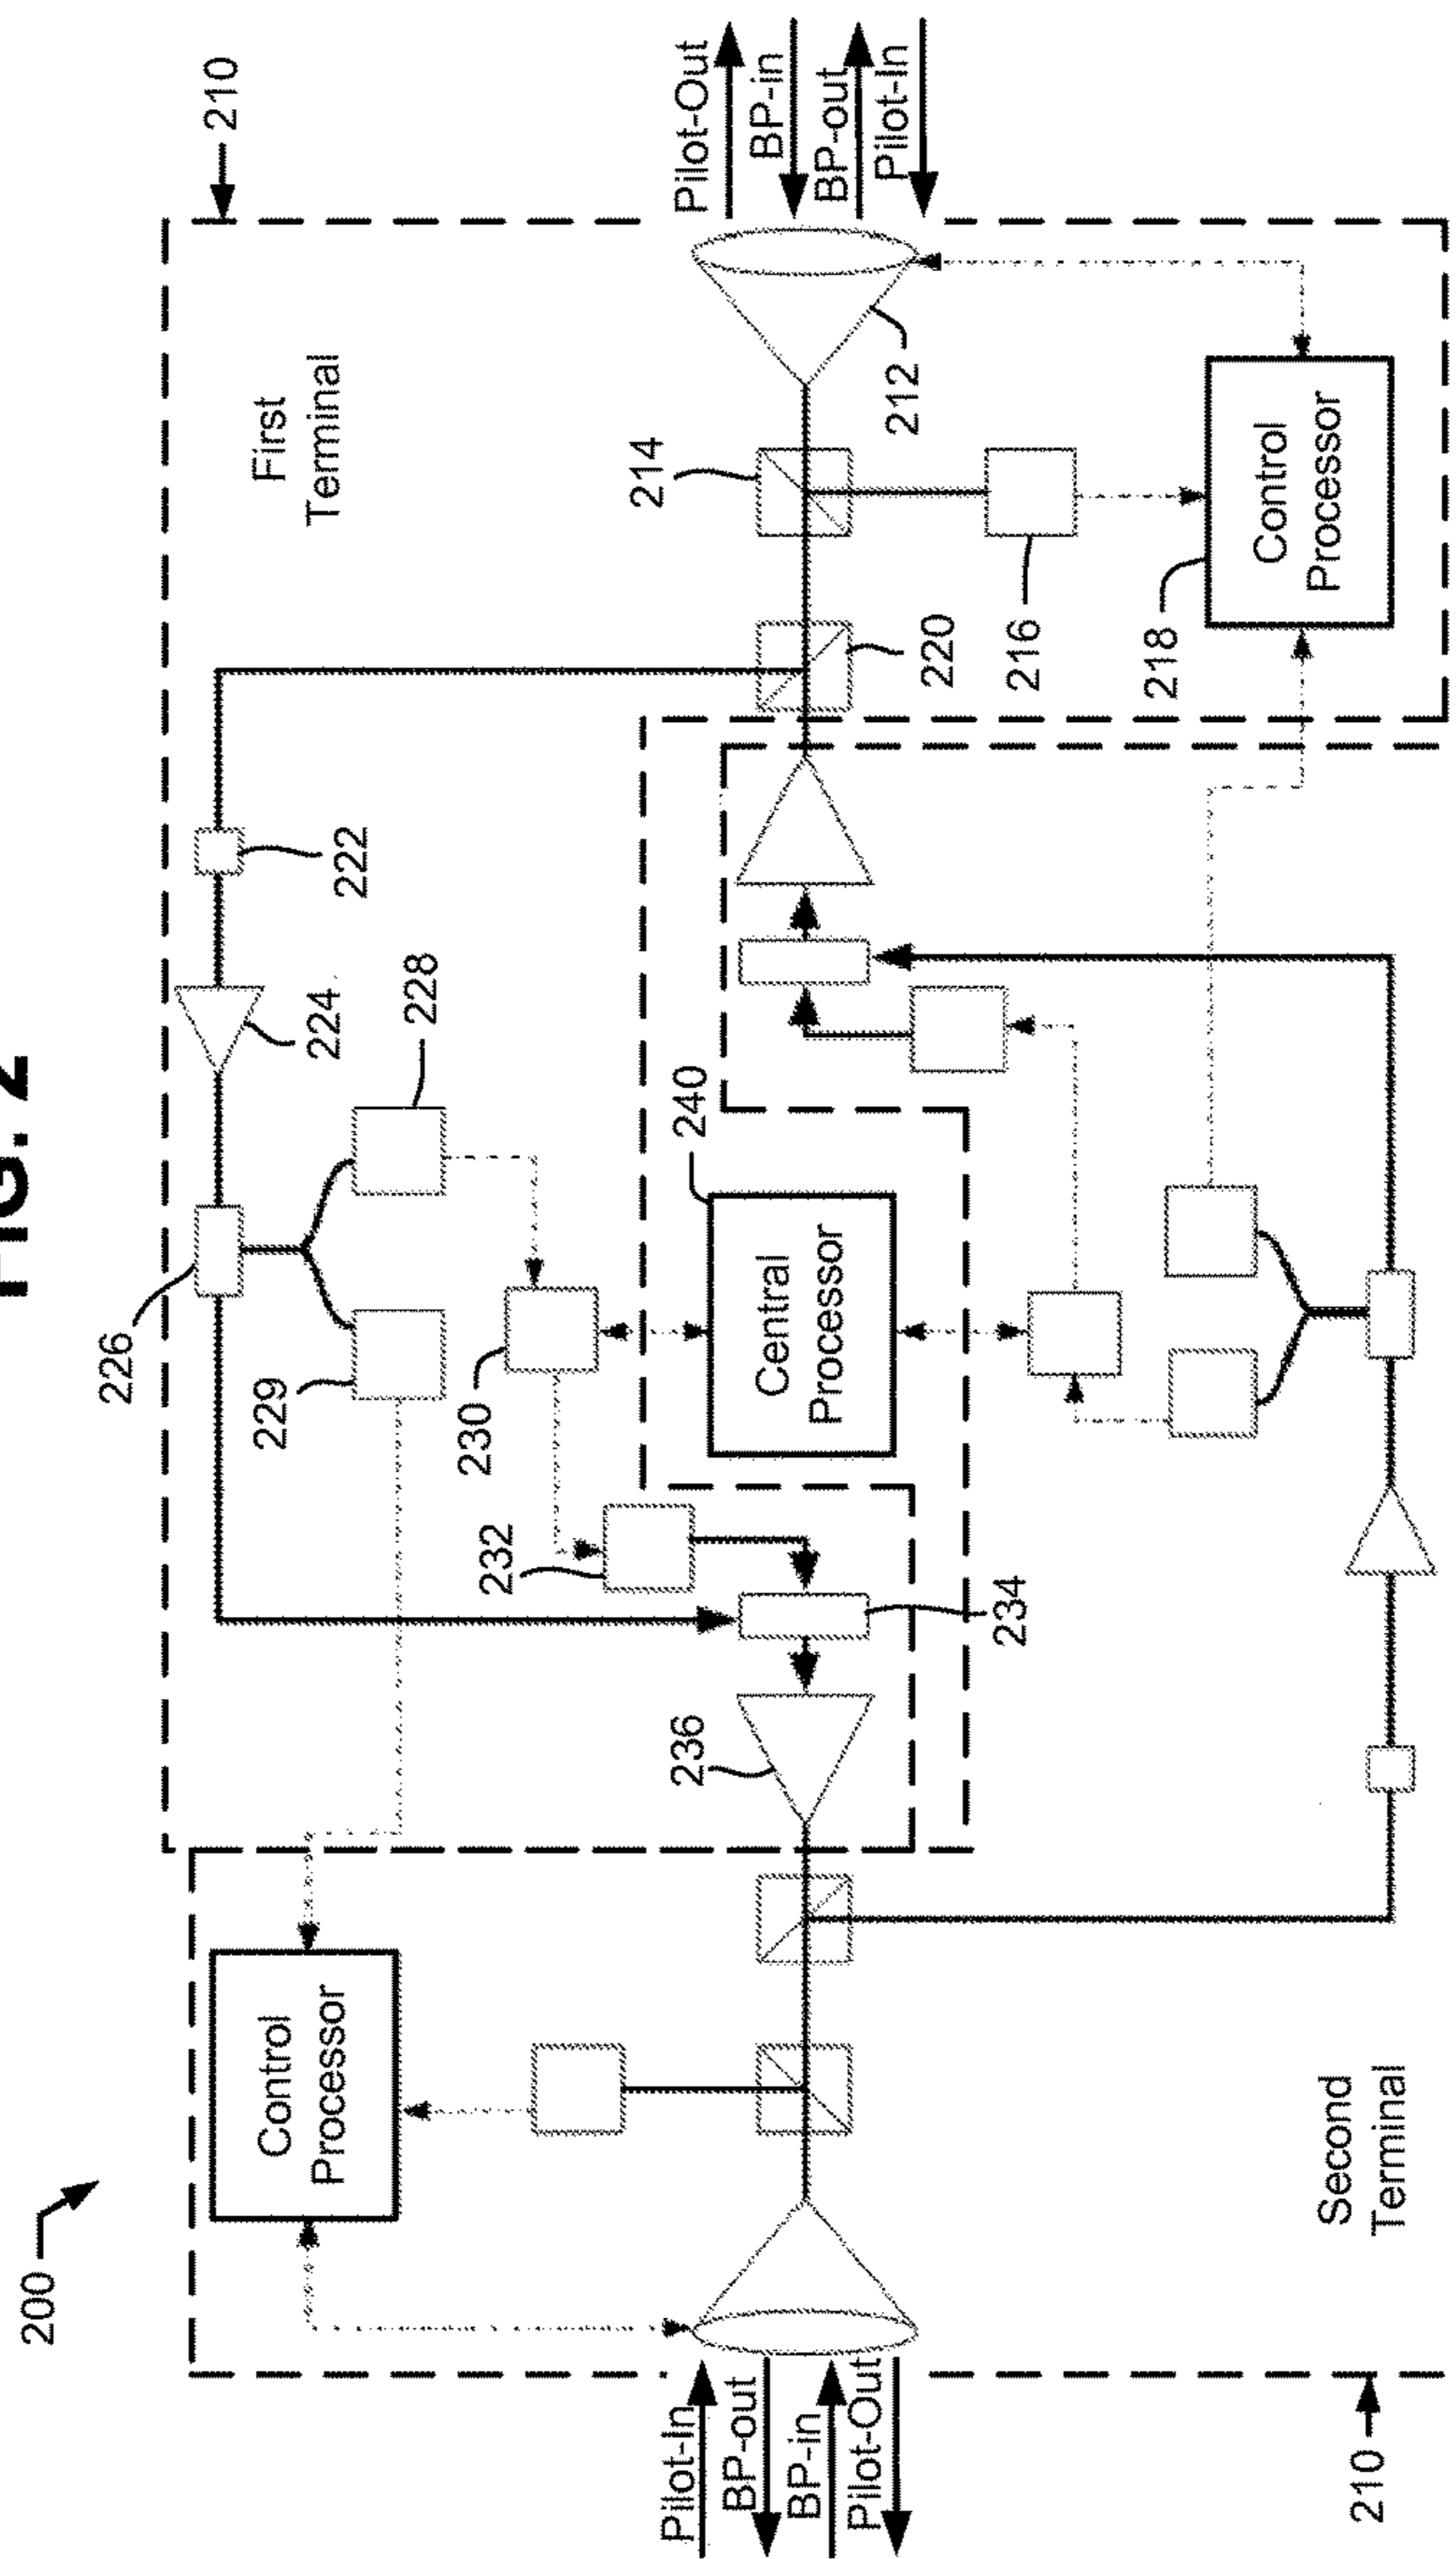 FIG. 2
200
210
First
Terminal
Pilot-Out
BP-in
BP-out
Pilot-In
212
214
216
218
Control
Processor
220
222
224
226
228
229
230
232
234
236
240
Central
Processor
Control
Processor
Pilot-In
BP-out
BP-in
Pilot-Out
Second
Terminal
210